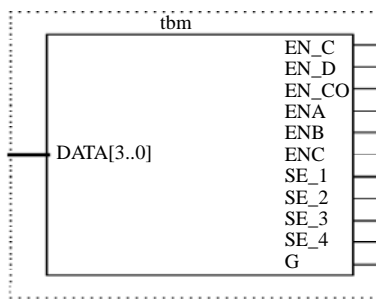 tbm
DATA[3..0]
EN_C
EN_D
EN_CO
ENA
ENB
ENC
SE_1
SE_2
SE_3
SE_4
G